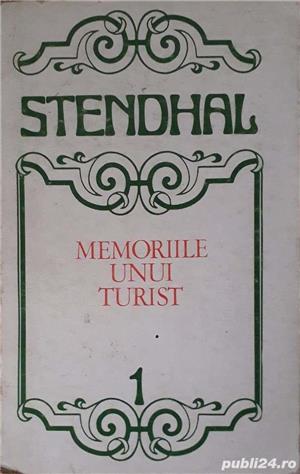 STENDHAL
MEMORIILE
UNUI
TURIST
1
publi24.ro